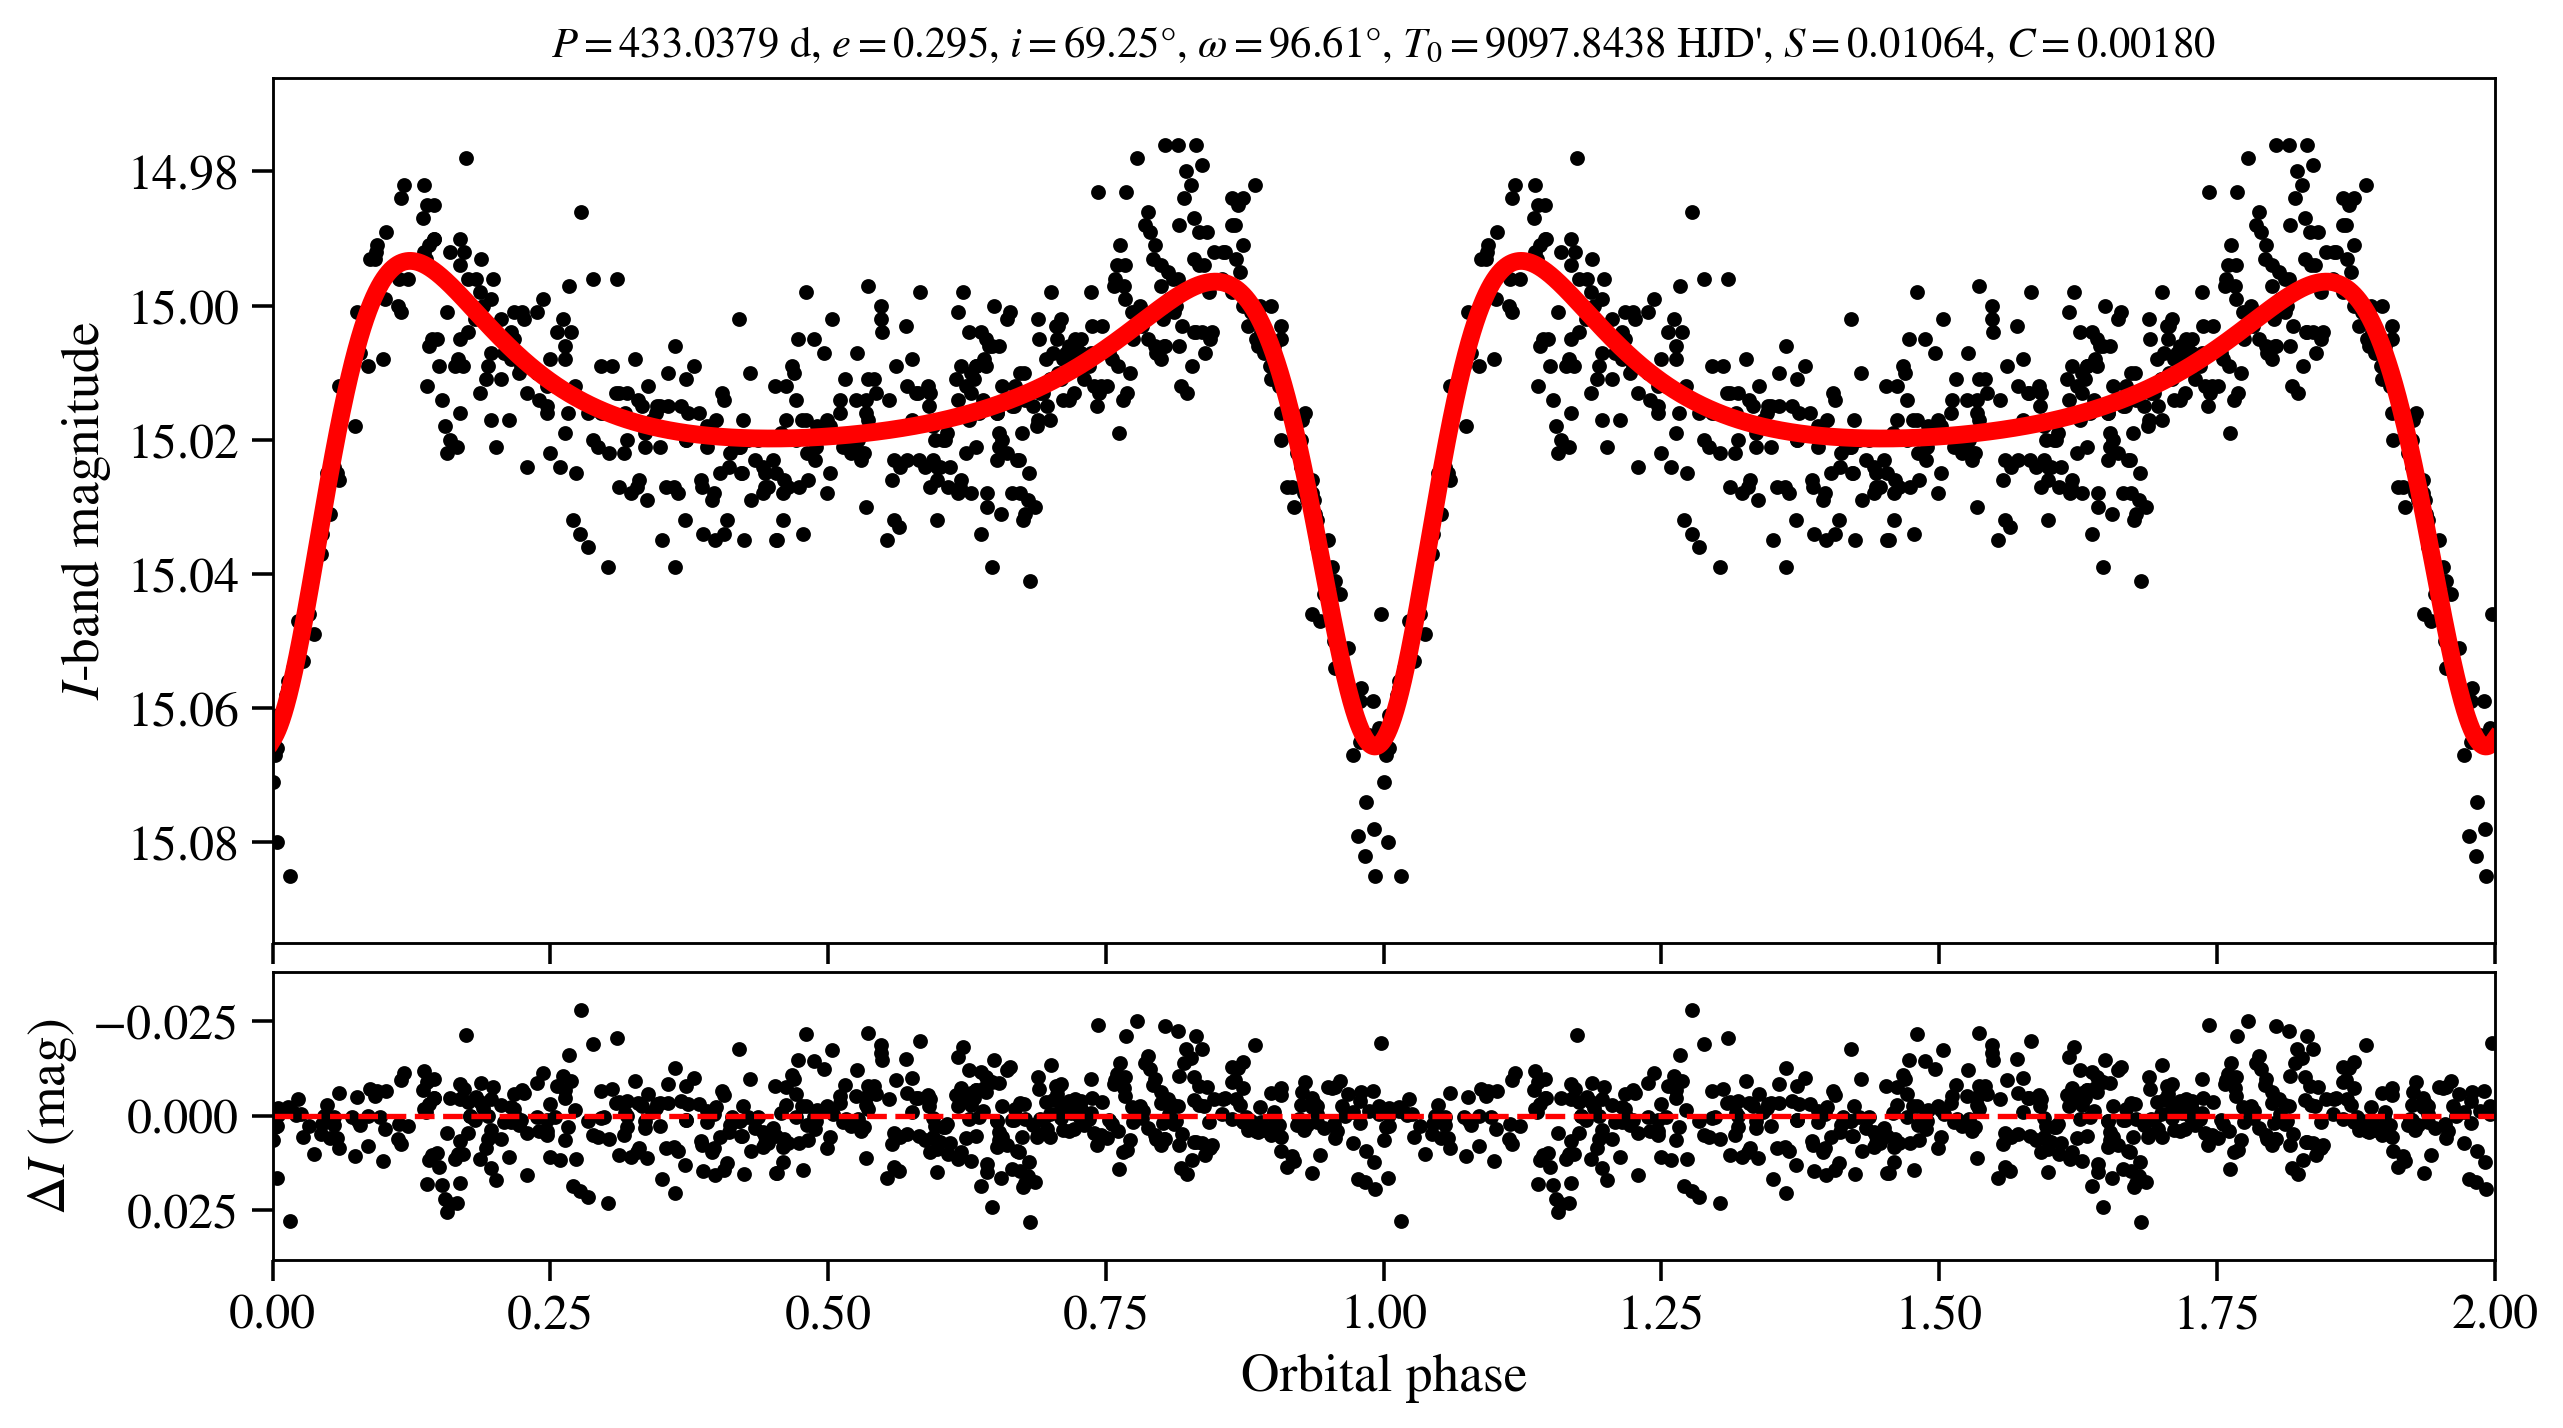 P = 433.0379 d, e = 0.295, i = 69.25°, ω = 96.61°, T₀ = 9097.8438 HJD', S = 0.01064, C = 0.00180
I-band magnitude
14.98
15.00
15.02
15.04
15.06
15.08
ΔI (mag)
−0.025
0.000
0.025
0.00 0.25 0.50 0.75 1.00 1.25 1.50 1.75 2.00
Orbital phase